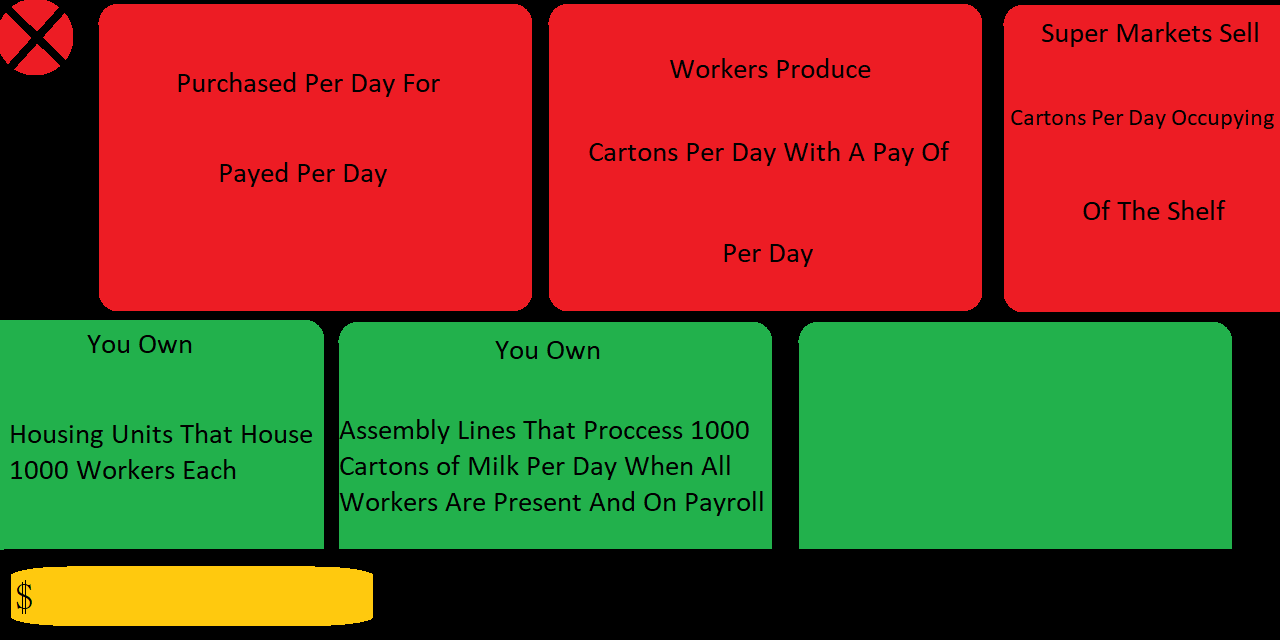 Purchased Per Day For
Payed Per Day
Workers Produce
Cartons Per Day With A Pay Of
Per Day
Super Markets Sell
Cartons Per Day Occupying
Of The Shelf
You Own
Housing Units That House
1000 Workers Each
You Own
Assembly Lines That Proccess 1000
Cartons of Milk Per Day When All
Workers Are Present And On Payroll
$